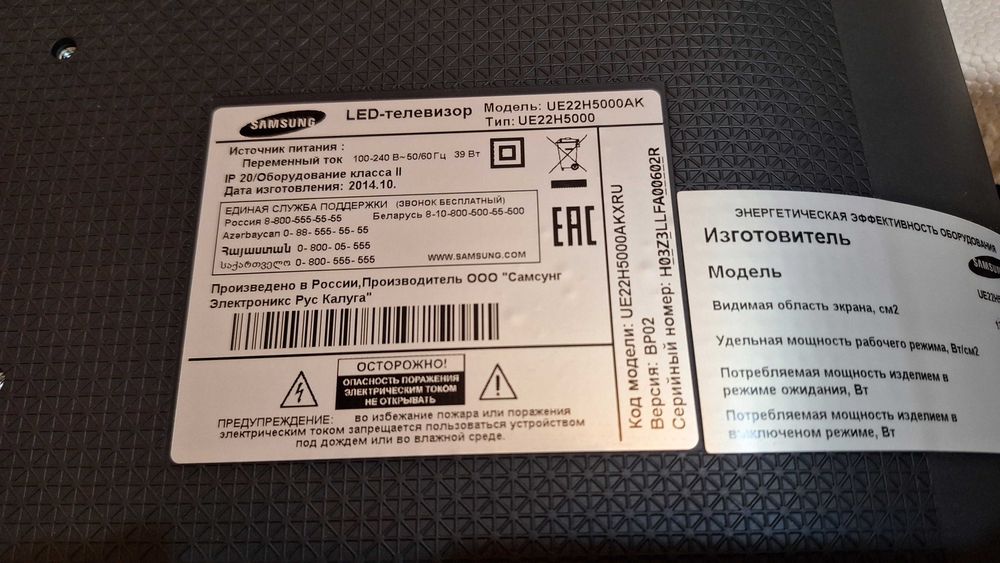 SAMSUNG
LED-телевизор
Модель: UE22H5000AK
Тип: UE22H5000
Источник питания :
Переменный ток 100-240 В~50/60Гц 39 Вт
IP 20/Оборудование класса II
Дата изготовления: 2014.10.
ЕДИНАЯ СЛУЖБА ПОДДЕРЖКИ (ЗВОНОК БЕСПЛАТНЫЙ)
Россия 8-800-555-55-55 Беларусь 8-10-800-500-55-500
Azərbaycan 0-88-555-55-55
Հայաստան 0-800-05-555
საქართველო 0-800-555-555 WWW.SAMSUNG.COM
EAC
Произведено в России,Производитель ООО "Самсунг
Электроникс Рус Калуга"
ОСТОРОЖНО!
ОПАСНОСТЬ ПОРАЖЕНИЯ
ЭЛЕКТРИЧЕСКИМ ТОКОМ
НЕ ОТКРЫВАТЬ
ПРЕДУПРЕЖДЕНИЕ: во избежание пожара или поражения
электрическим током запрещается пользоваться устройством
под дождем или во влажной среде.
Код модели: UE22H5000AKXRU
Версия: BP02
Серийный номер: H03Z3LLFA00602R
ЭНЕРГЕТИЧЕСКАЯ ЭФФЕКТИВНОСТЬ ОБОРУДОВАНИЯ
Изготовитель
Модель
Видимая область экрана, см2
Удельная мощность рабочего режима, Вт/см2
Потребляемая мощность изделием в
режиме ожидания, Вт
Потребляемая мощность изделием в
выключеном режиме, Вт